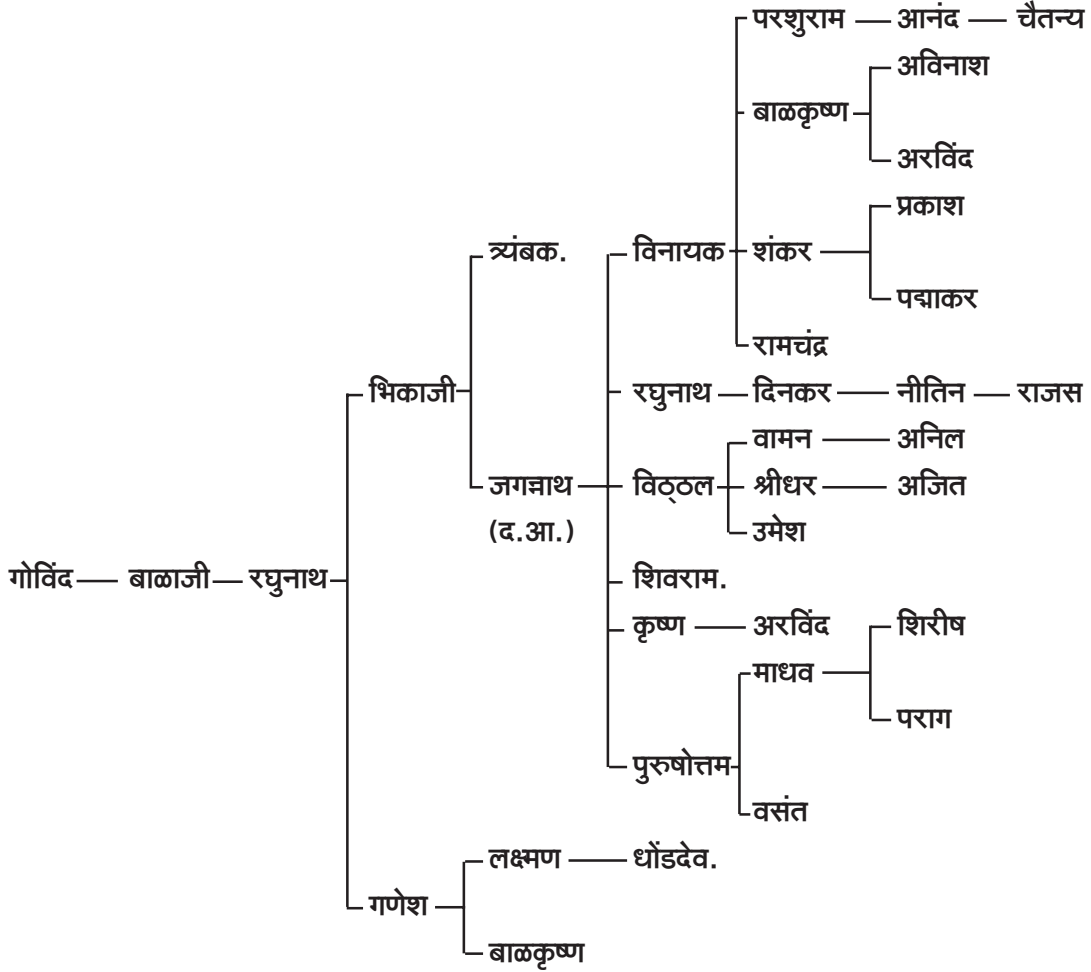 परशुराम आनंद चैतन्य
अविनाश
बाळकृष्ण
अरविंद
प्रकाश
त्र्यंबक. विनायक शंकर
पद्माकर
रामचंद्र
भिकाजी रघुनाथ दिनकर नीतिन राजस
वामन अनिल
जगन्नाथ विठ्ठल श्रीधर अजित
(द.आ.) उमेश
गोविंद बाळाजी रघुनाथ शिवराम.
कृष्ण अरविंद शिरीष
माधव
पराग
पुरुषोत्तम
वसंत
लक्ष्मण धोंडदेव.
गणेश
बाळकृष्ण